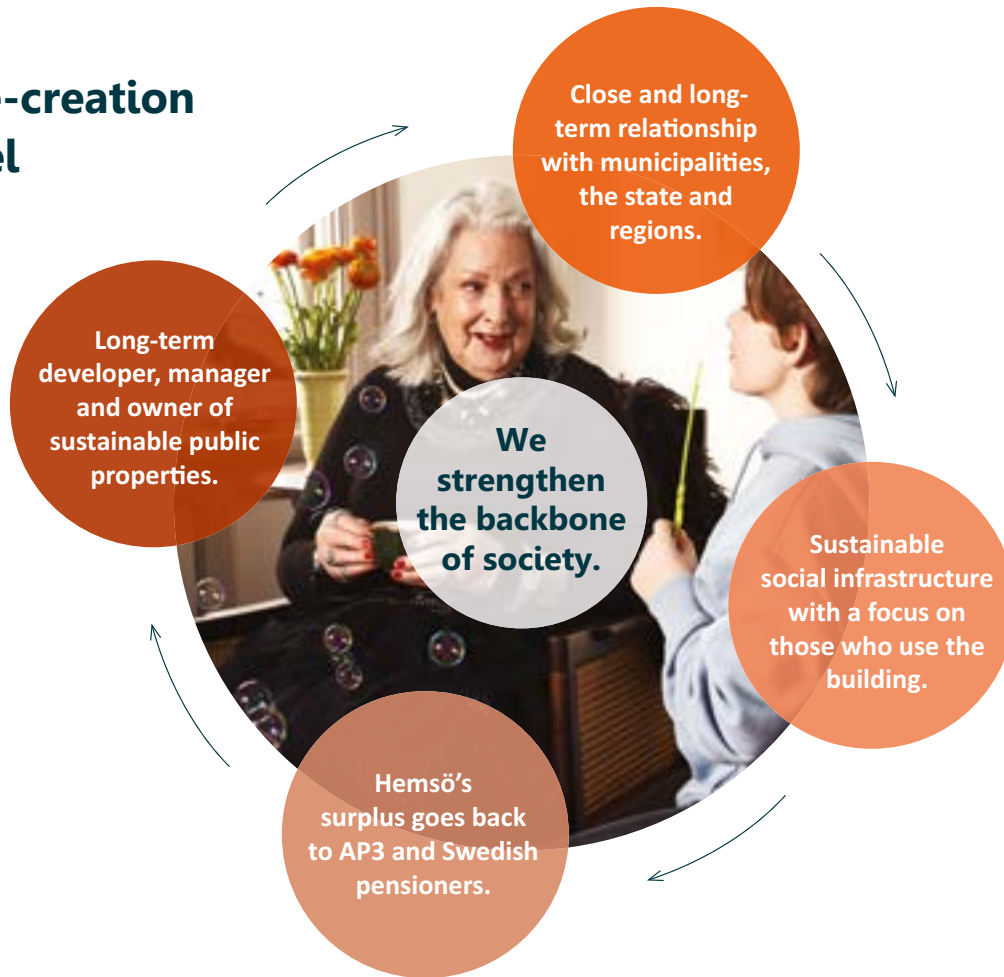 -creation
Close and long-
term relationship
with municipalities,
the state and
regions.
Long-term
developer, manager
and owner of
sustainable public
properties.
We
strengthen
the backbone
of society.
Sustainable
social infrastructure
with a focus on
those who use the
building.
Hemsö’s
surplus goes back
to AP3 and Swedish
pensioners.